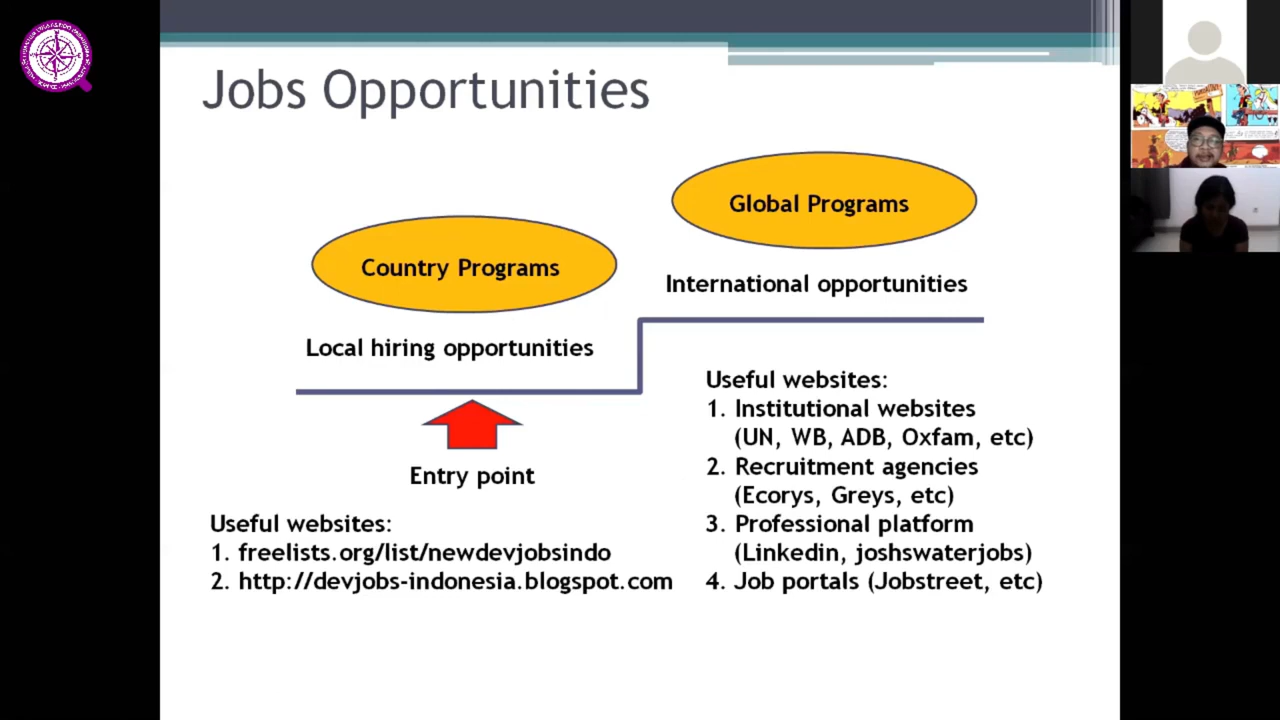 Jobs Opportunities
Global Programs
Country Programs
International opportunities
Local hiring opportunities
Entry point
Useful websites:
1. freelists.org/list/newdevjobsindo
2. http://devjobs-indonesia.blogspot.com
Useful websites:
1. Institutional websites
(UN, WB, ADB, Oxfam, etc)
2. Recruitment agencies
(Ecorys, Greys, etc)
3. Professional platform
(Linkedin, joshswaterjobs)
4. Job portals (Jobstreet, etc)